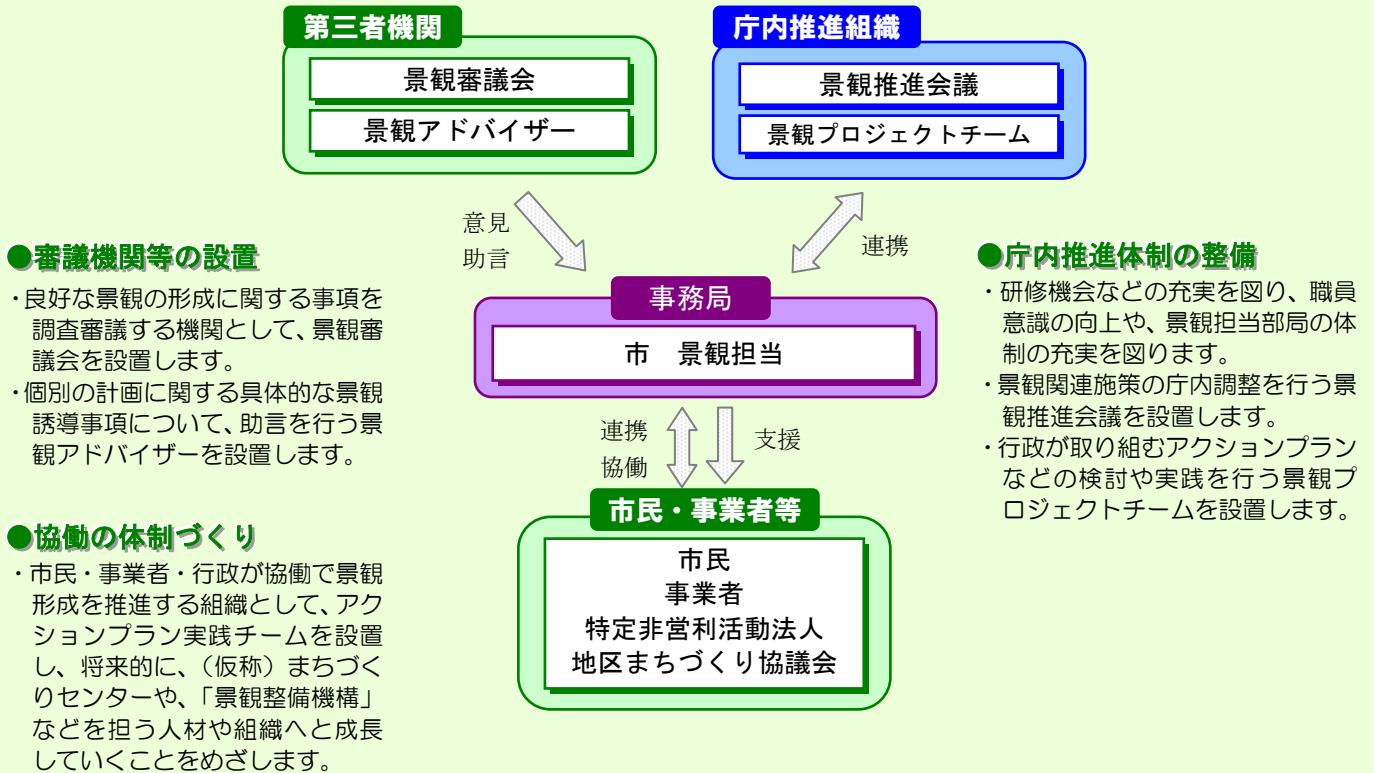 第三者機関
景観審議会
景観アドバイザー
庁内推進組織
景観推進会議
景観プロジェクトチーム
意見
助言
連携
●審議機関等の設置
・良好な景観の形成に関する事項を
調査審議する機関として、景観審
議会を設置します。
・個別の計画に関する具体的な景観
誘導事項について、助言を行う景
観アドバイザーを設置します。
●協働の体制づくり
・市民・事業者・行政が協働で景観
形成を推進する組織として、アク
ションプラン実践チームを設置
し、将来的に、（仮称）まちづく
りセンターや、「景観整備機構」
などを担う人材や組織へと成長
していくことをめざします。
事務局
市　景観担当
連携
協働
支援
市民・事業者等
市民
事業者
特定非営利活動法人
地区まちづくり協議会
●庁内推進体制の整備
・研修機会などの充実を図り、職員
意識の向上や、景観担当部局の体
制の充実を図ります。
・景観関連施策の庁内調整を行う景
観推進会議を設置します。
・行政が取り組むアクションプラン
などの検討や実践を行う景観プ
ロジェクトチームを設置します。